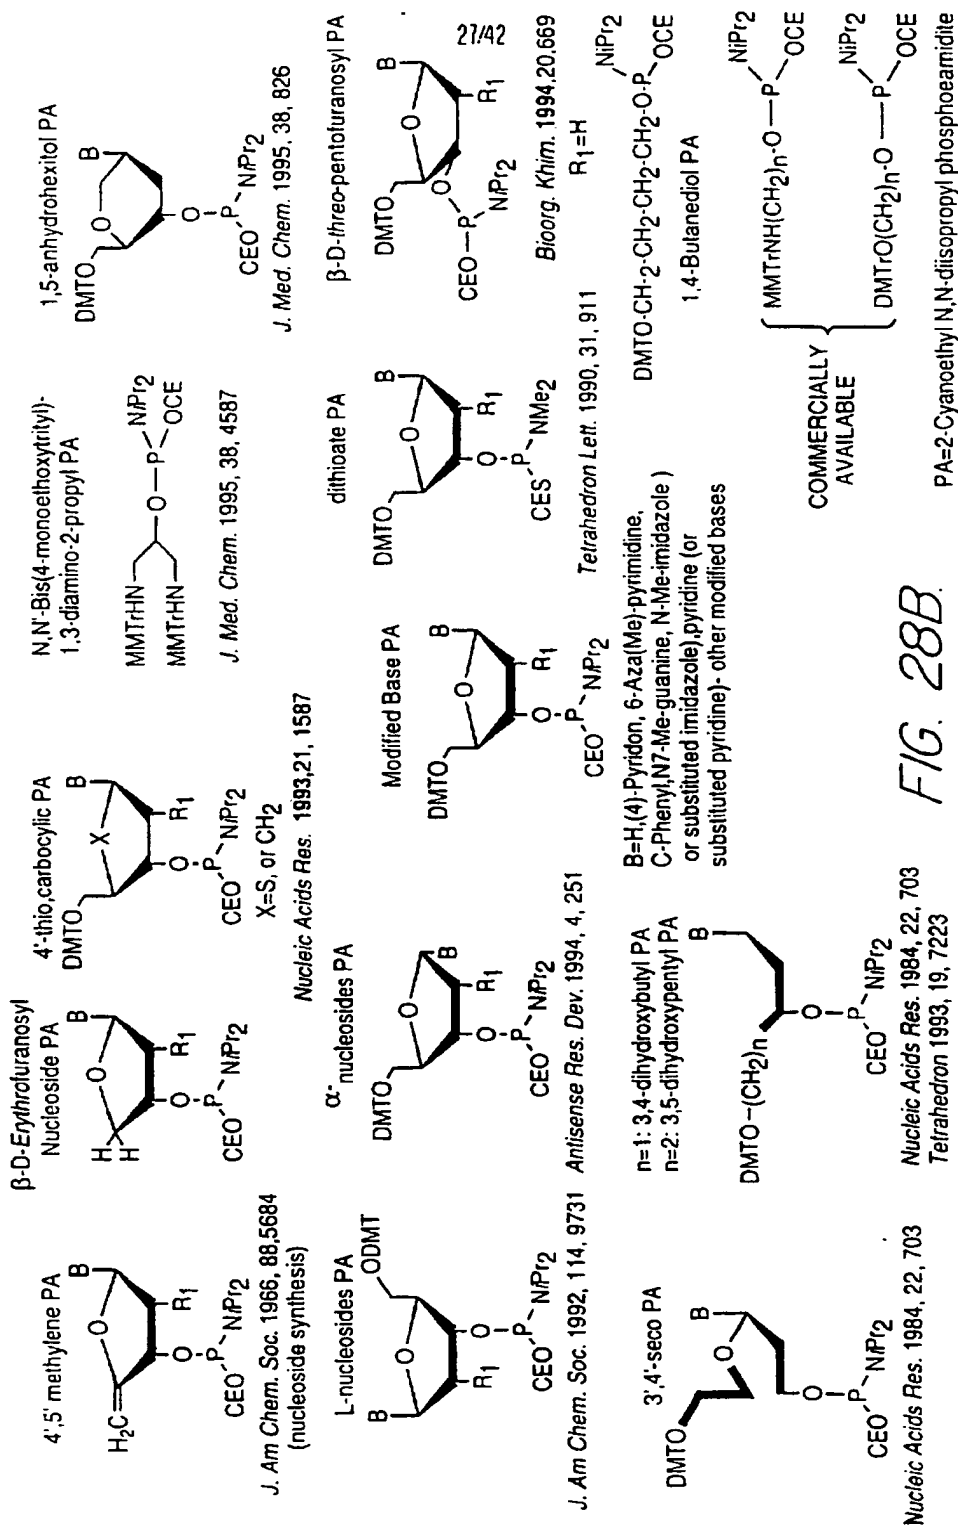 4',5' methylene PA
H2C
O
B
R1
O
P
CEO
NiPr2
J. Am Chem. Soc. 1966, 88,5684
(nucleoside synthesis)
β-D-Erythrofuranosyl
Nucleoside PA
H
H
O
B
R1
O
P
CEO
NiPr2
4'-thio,carbocylic PA
DMTO
X
B
R1
O
P
CEO
NiPr2
X=S, or CH2
Nucleic Acids Res. 1993,21, 1587
N,N'-Bis(4-monoethoxytrityl)-
1,3-diamino-2-propyl PA
MMTrHN
MMTrHN
O
P
NiPr2
OCE
J. Med. Chem. 1995, 38, 4587
1,5-anhydrohexitol PA
DMTO
O
B
O
P
CEO
NiPr2
J. Med. Chem. 1995, 38, 826
L-nucleosides PA
B
O
ODMT
R1
O
P
CEO
NiPr2
J. Am Chem. Soc. 1992, 114, 9731
α-
nucleosides PA
DMTO
O
B
R1
O
P
CEO
NiPr2
Antisense Res. Dev. 1994, 4, 251
Modified Base PA
DMTO
O
B
R1
O
P
CEO
NiPr2
B=H,(4)-Pyridon, 6-Aza(Me)-pyrimidine,
C-Phenyl,N7-Me-guanine, N-Me-imidazole )
or substituted imidazole),pyridine (or
substituted pyridine)- other modified bases
dithioate PA
DMTO
O
B
R1
O
P
CES
NMe2
Tetrahedron Lett. 1990, 31, 911
β-D-threo-pentofuranosyl PA
DMTO
O
B
R1
O
CEO
P
NiPr2
Bioorg. Khim. 1994,20,669
R1=H
27/42
3',4'-seco PA
DMTO
O
B
O
P
CEO
NiPr2
Nucleic Acids Res. 1984, 22, 703
n=1: 3,4-dihydroxybutyl PA
n=2: 3,5-dihydroxypentyl PA
DMTO-(CH2)n
B
O
P
CEO
NiPr2
Nucleic Acids Res. 1984, 22, 703
Tetrahedron 1993, 19, 7223
DMTO-CH-2-CH2-CH2-CH2-O-P
NiPr2
OCE
1,4-Butanediol PA
COMMERCIALLY
AVAILABLE
MMTrNH(CH2)n-O-P
NiPr2
OCE
DMTrO(CH2)n-O-P
NiPr2
OCE
PA=2-Cyanoethyl N,N-diisopropyl phosphoeamidite
FIG. 28B.